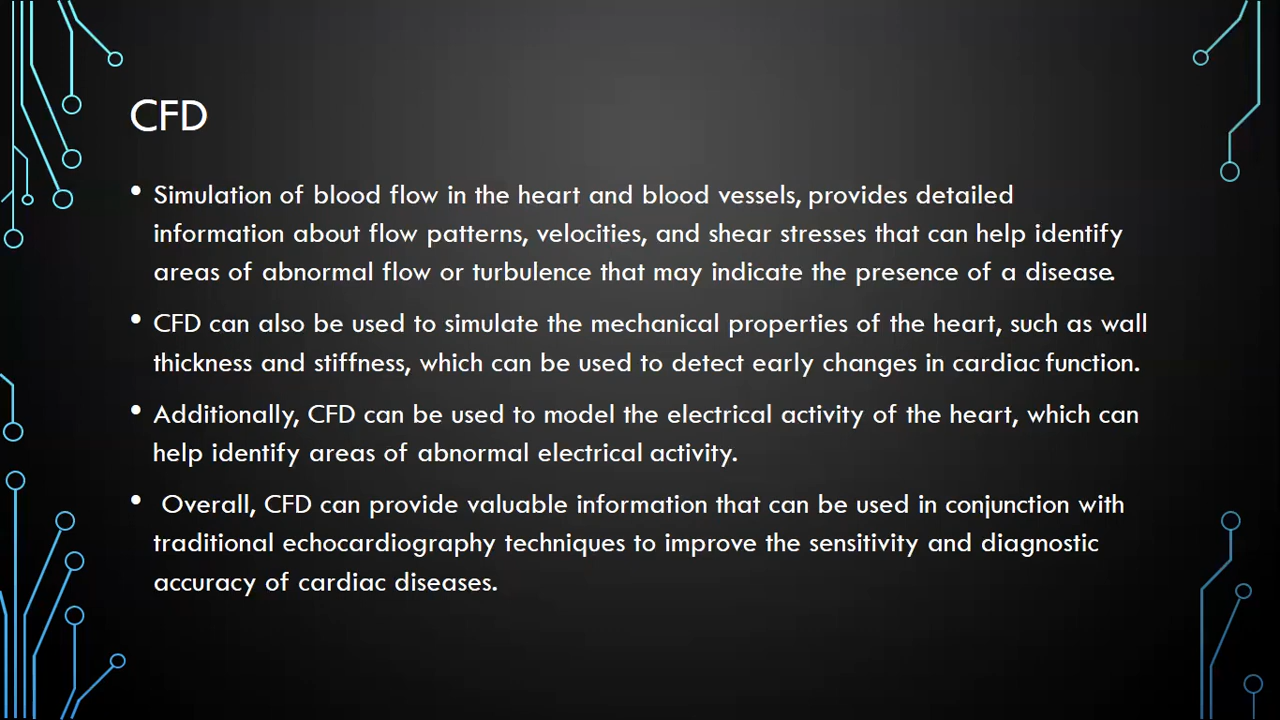 CFD
• Simulation of blood flow in the heart and blood vessels, provides detailed
information about flow patterns, velocities, and shear stresses that can help identify
areas of abnormal flow or turbulence that may indicate the presence of a disease.
• CFD can also be used to simulate the mechanical properties of the heart, such as wall
thickness and stiffness, which can be used to detect early changes in cardiac function.
• Additionally, CFD can be used to model the electrical activity of the heart, which can
help identify areas of abnormal electrical activity.
• Overall, CFD can provide valuable information that can be used in conjunction with
traditional echocardiography techniques to improve the sensitivity and diagnostic
accuracy of cardiac diseases.